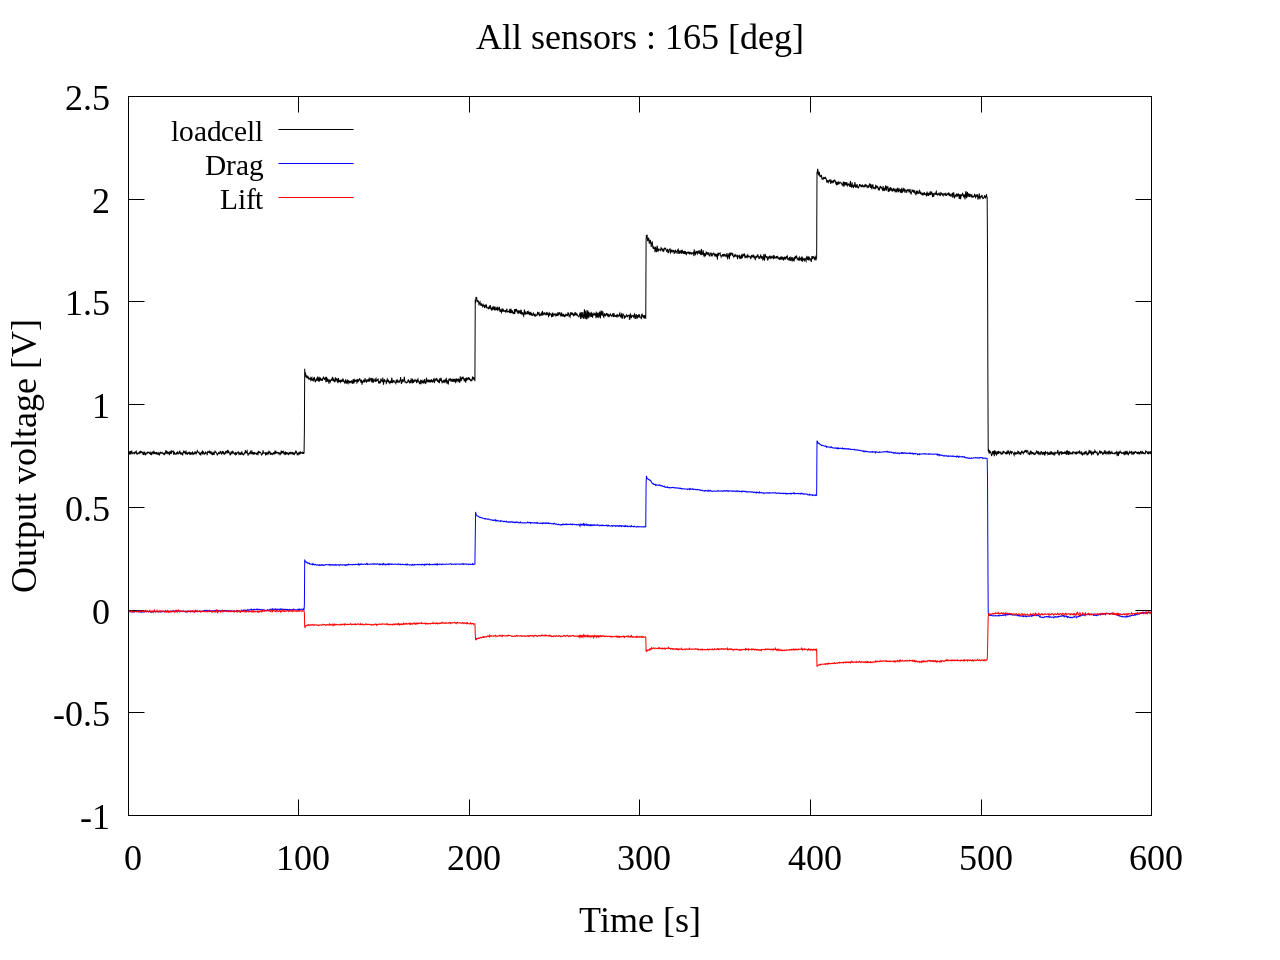 All sensors : 165 [deg]
2.5
2
1.5
1
0.5
0
-0.5
-1
Output voltage [V]
loadcell
Drag
Lift
0 100 200 300 400 500 600
Time [s]